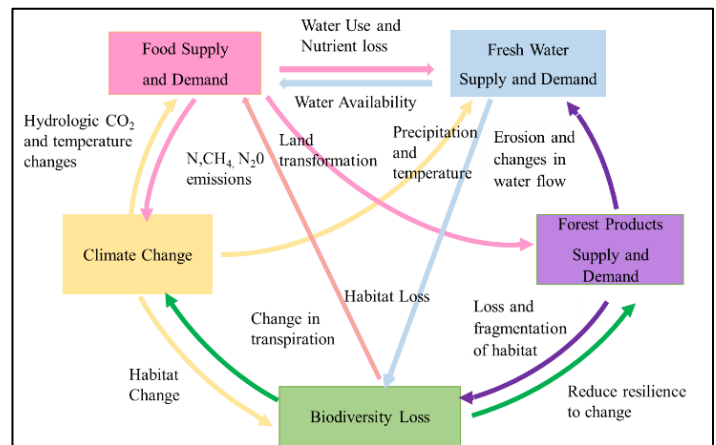 Food Supply
and Demand
Water Use and
Nutrient loss
Water Availability
Fresh Water
Supply and Demand
Hydrologic CO₂
and temperature
changes
N,CH₄, N₂0
emissions
Land
transformation
Precipitation
and
temperature
Erosion and
changes in
water flow
Climate Change
Forest Products
Supply and
Demand
Habitat Loss
Change in
transpiration
Loss and
fragmentation
of habitat
Habitat
Change
Biodiversity Loss
Reduce resilience
to change